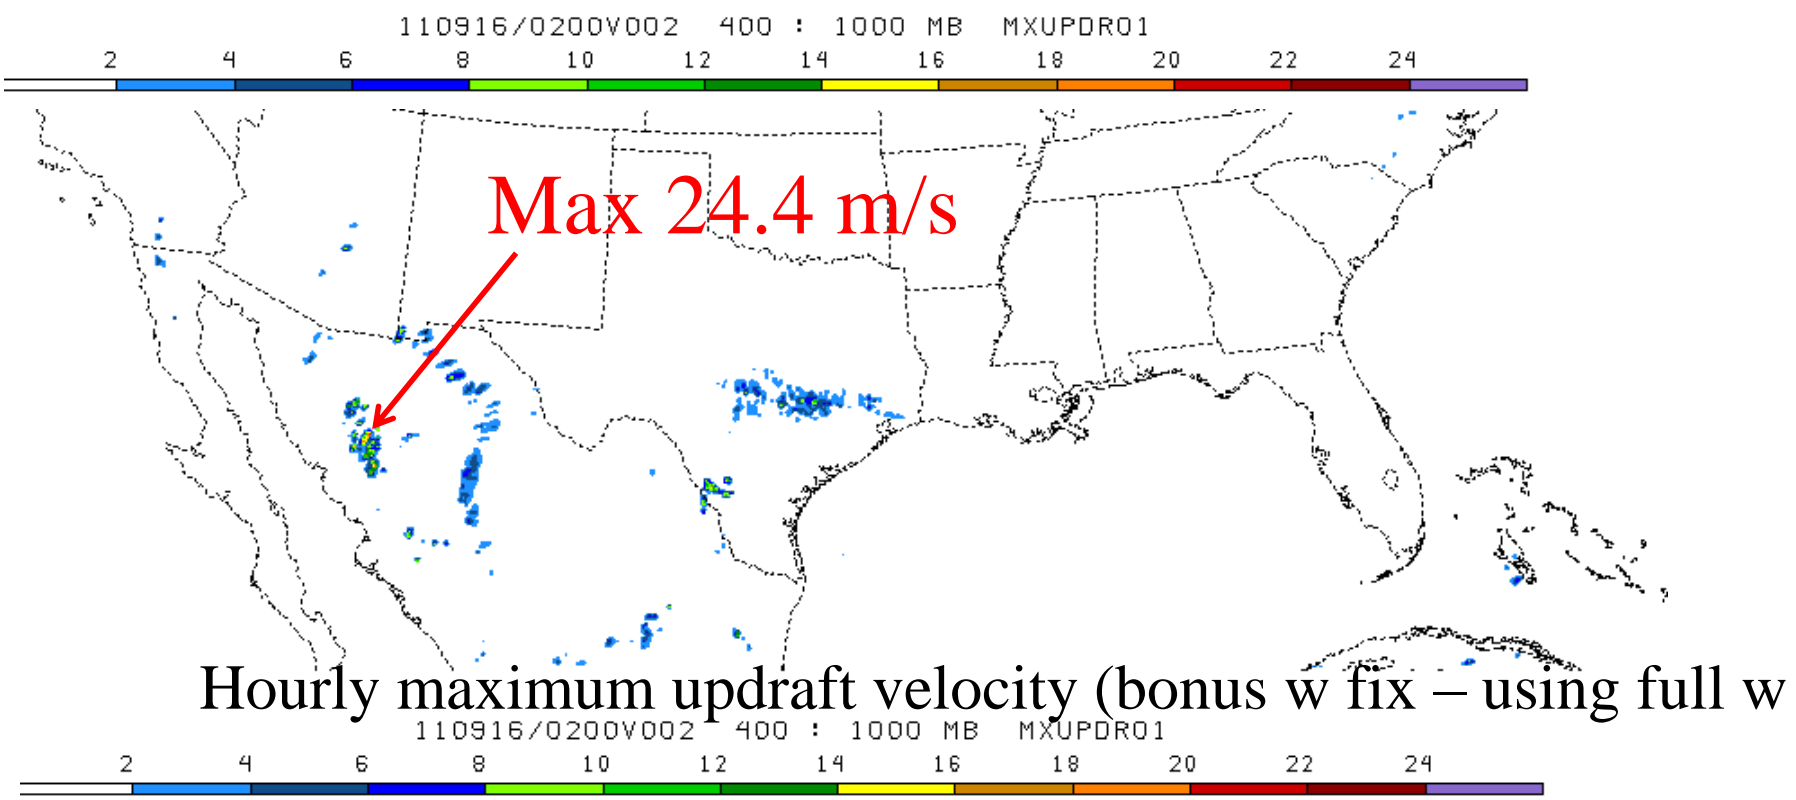 110916/0200V002 400 : 1000 MB MXUPDR01
2 4 6 8 10 12 14 16 18 20 22 24
Max 24.4 m/s
Hourly maximum updraft velocity (bonus w fix – using full w
110916/0200V002 400 : 1000 MB MXUPDR01
2 4 6 8 10 12 14 16 18 20 22 24